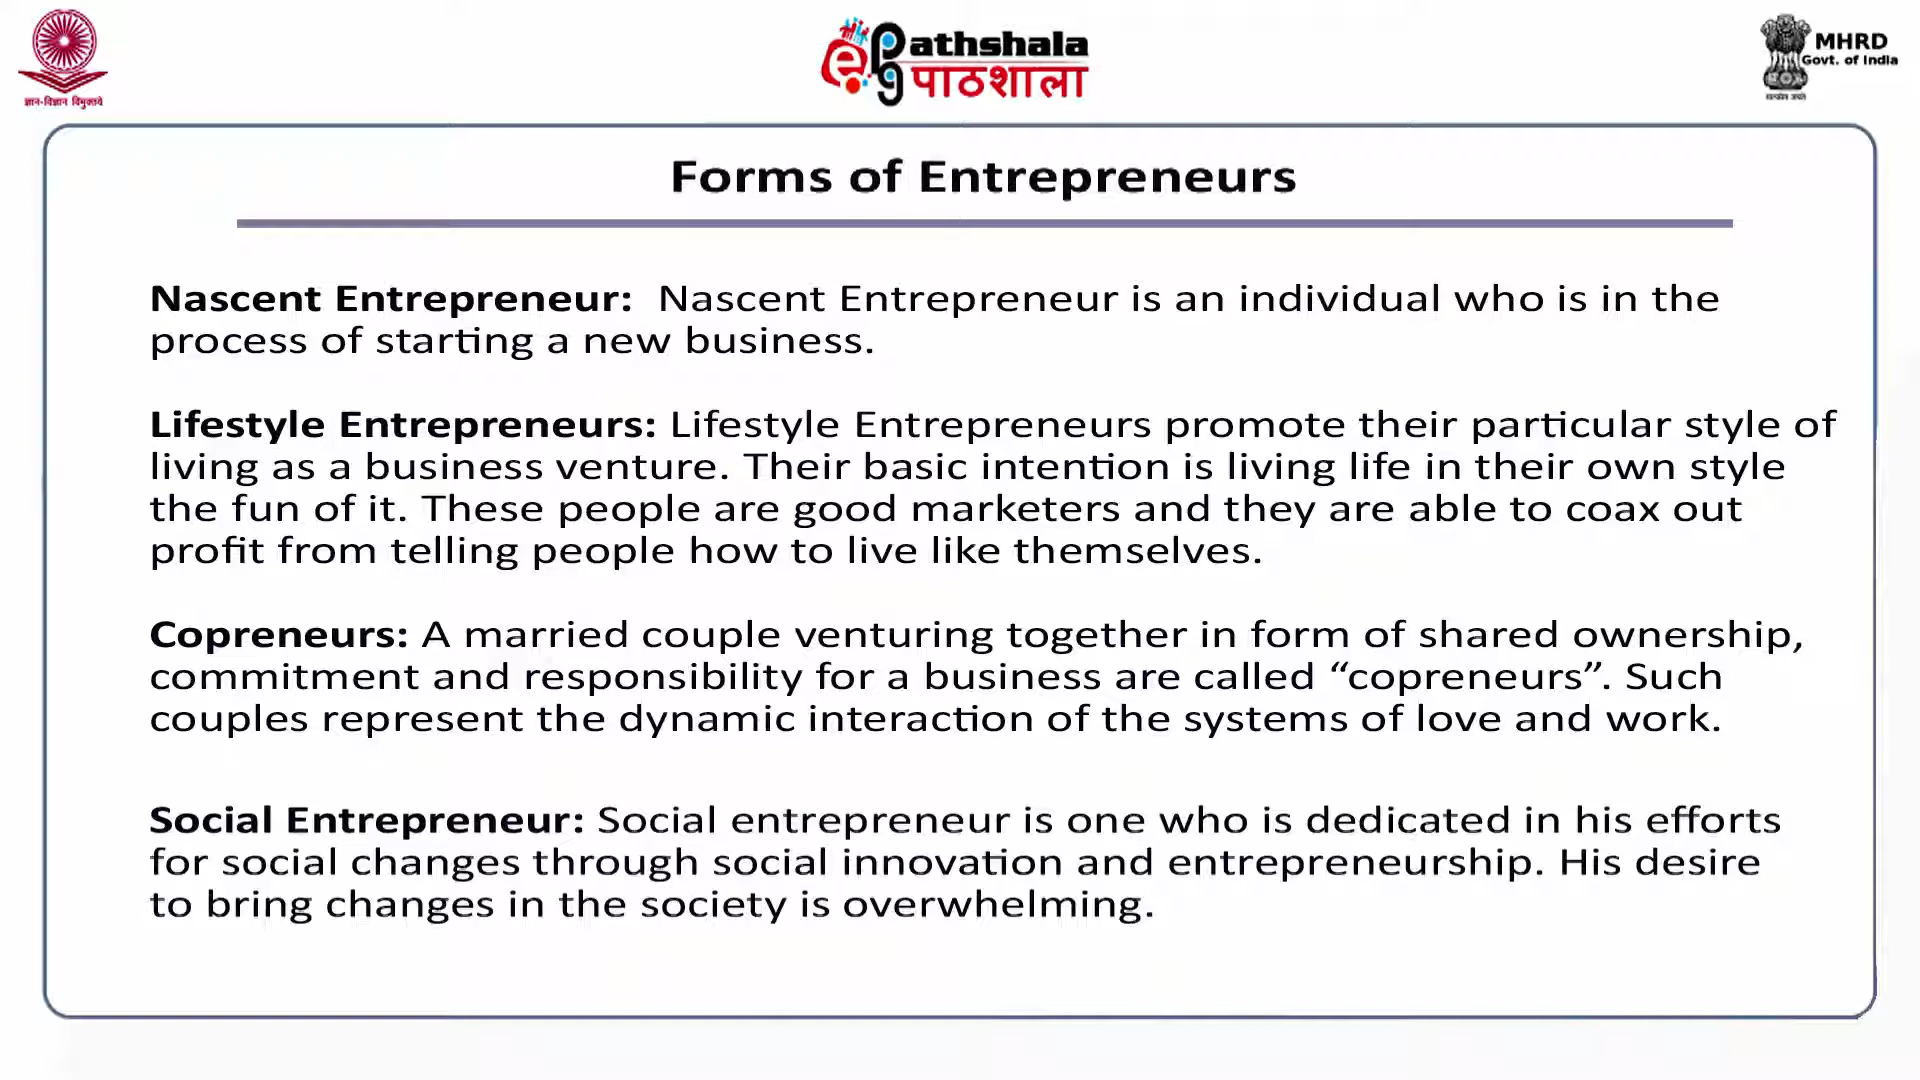 ज्ञान-विज्ञान विमुक्तये
e PG Pathshala
पाठशाला
MHRD
Govt. of India
सत्यमेव जयते
Forms of Entrepreneurs
Nascent Entrepreneur: Nascent Entrepreneur is an individual who is in the
process of starting a new business.
Lifestyle Entrepreneurs: Lifestyle Entrepreneurs promote their particular style of
living as a business venture. Their basic intention is living life in their own style
the fun of it. These people are good marketers and they are able to coax out
profit from telling people how to live like themselves.
Copreneurs: A married couple venturing together in form of shared ownership,
commitment and responsibility for a business are called “copreneurs”. Such
couples represent the dynamic interaction of the systems of love and work.
Social Entrepreneur: Social entrepreneur is one who is dedicated in his efforts
for social changes through social innovation and entrepreneurship. His desire
to bring changes in the society is overwhelming.